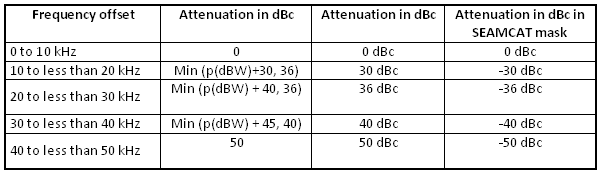 Frequency offset Attenuation in dBc Attenuation in dBc Attenuation in dBc in
SEAMCAT mask
0 to 10 kHz 0 0 dBc 0 dBc
10 to less than 20 kHz Min (p(dBW)+30, 36) 30 dBc -30 dBc
20 to less than 30 kHz Min (p(dBW) + 40, 36) 36 dBc -36 dBc
30 to less than 40 kHz Min (p(dBW) + 45, 40) 40 dBc -40 dBc
40 to less than 50 kHz 50 50 dBc -50 dBc